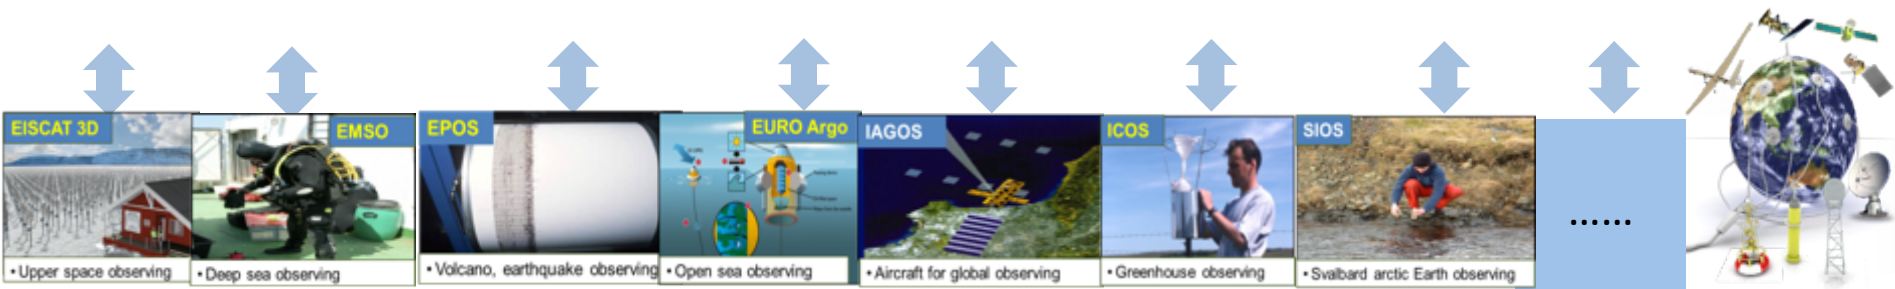 EISCAT 3D
• Upper space observing
EMSO
• Deep sea observing
EPOS
• Volcano, earthquake observing
EURO Argo
• Open sea observing
IAGOS
• Aircraft for global observing
ICOS
• Greenhouse observing
SIOS
• Svalbard arctic Earth observing
......